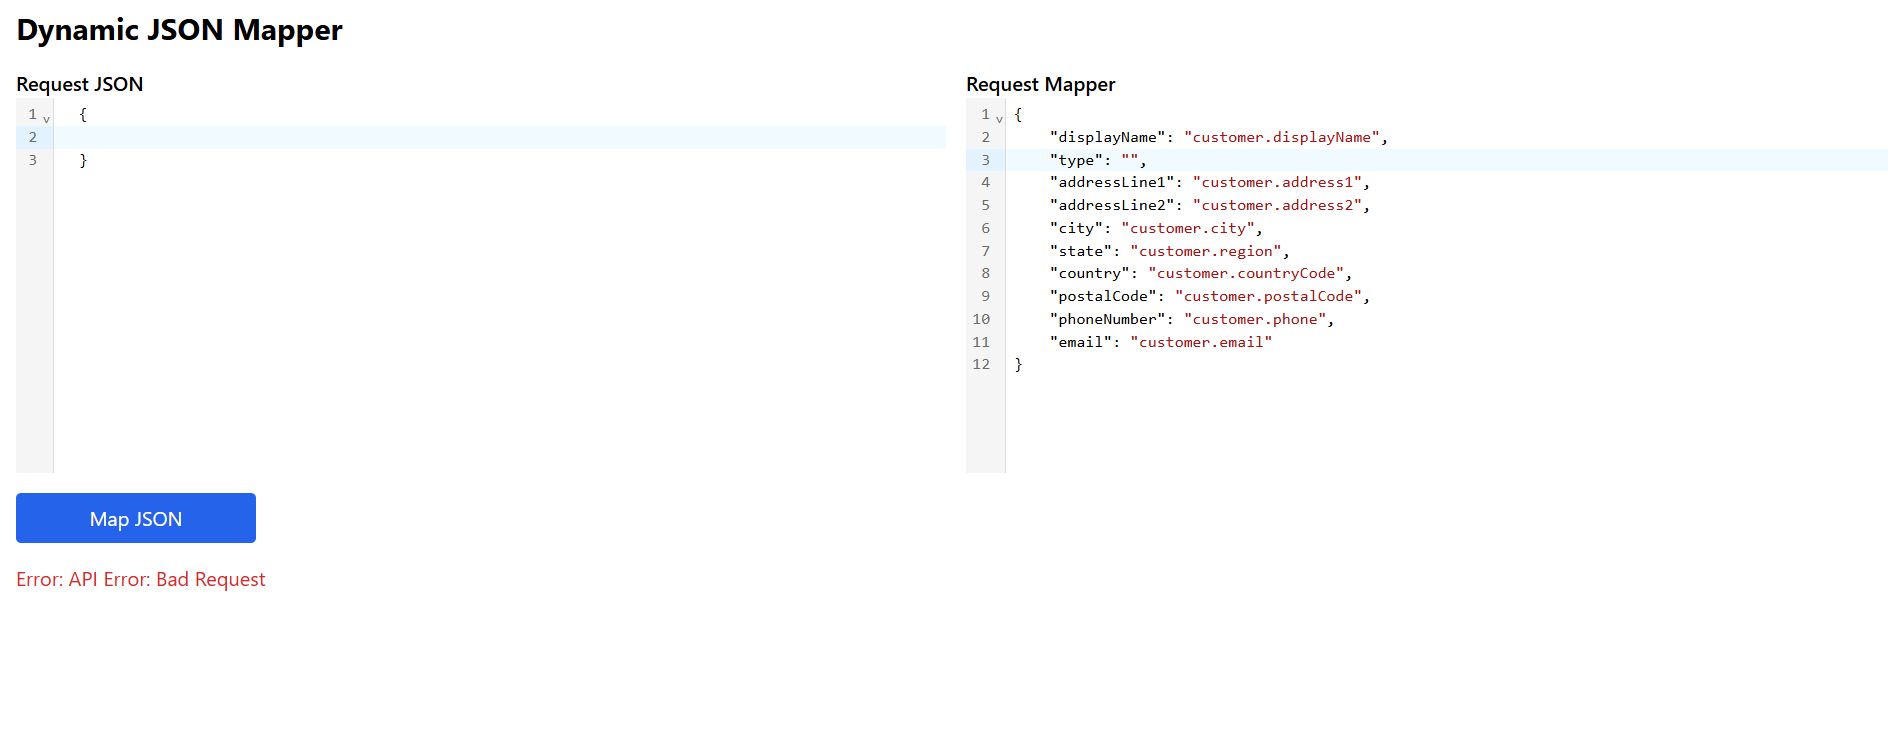 Dynamic JSON Mapper
Request JSON
1 {
2
3 }
Request Mapper
1 {
2 "displayName": "customer.displayName",
3 "type": "",
4 "addressLine1": "customer.address1",
5 "addressLine2": "customer.address2",
6 "city": "customer.city",
7 "state": "customer.region",
8 "country": "customer.countryCode",
9 "postalCode": "customer.postalCode",
10 "phoneNumber": "customer.phone",
11 "email": "customer.email"
12 }
Map JSON
Error: API Error: Bad Request